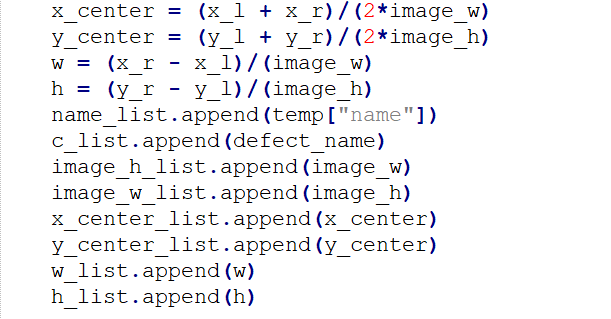 x_center = (x_l + x_r)/(2*image_w)
y_center = (y_l + y_r)/(2*image_h)
w = (x_r - x_l)/(image_w)
h = (y_r - y_l)/(image_h)
name_list.append(temp["name"])
c_list.append(defect_name)
image_h_list.append(image_w)
image_w_list.append(image_h)
x_center_list.append(x_center)
y_center_list.append(y_center)
w_list.append(w)
h_list.append(h)